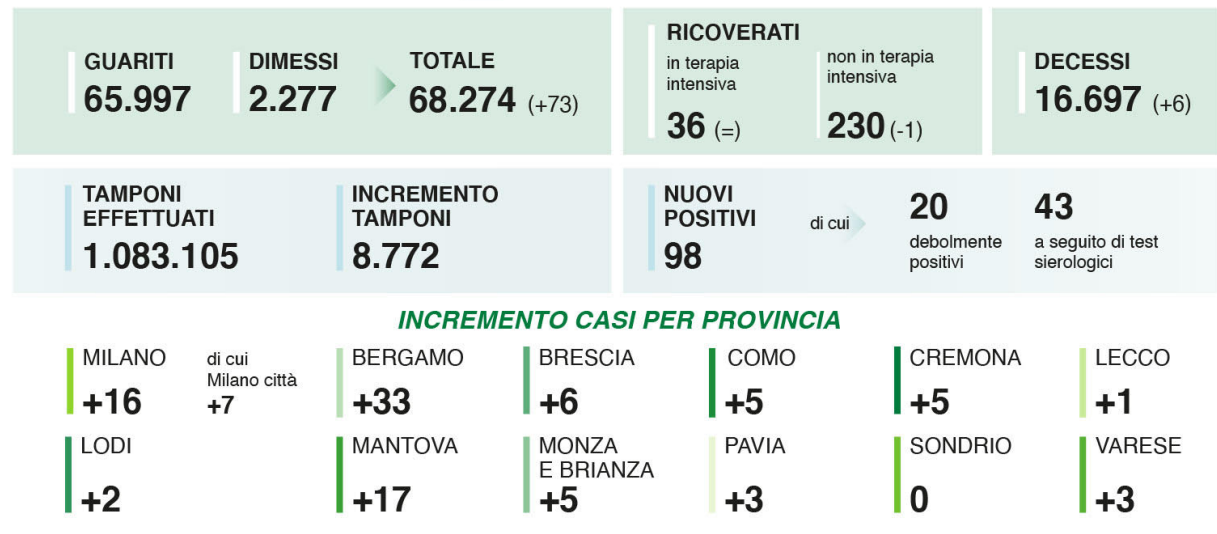 GUARITI
65.997
DIMESSI
2.277
TOTALE
68.274 (+73)
RICOVERATI
in terapia
intensiva
36 (=)
non in terapia
intensiva
230 (-1)
DECESSI
16.697 (+6)
TAMPONI
EFFETTUATI
1.083.105
INCREMENTO
TAMPONI
8.772
NUOVI
POSITIVI
98
di cui
20
debolmente
positivi
43
a seguito di test
sierologici
INCREMENTO CASI PER PROVINCIA
MILANO
+16
di cui
Milano città
+7
BERGAMO
+33
BRESCIA
+6
COMO
+5
CREMONA
+5
LECCO
+1
LODI
+2
MANTOVA
+17
MONZA
E BRIANZA
+5
PAVIA
+3
SONDRIO
0
VARESE
+3